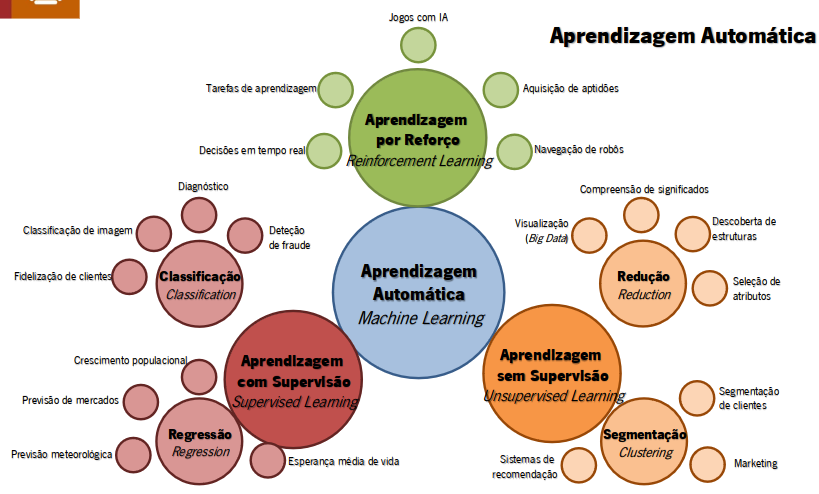 Aprendizagem Automática
Jogos com IA
Tarefas de aprendizagem
Aquisição de aptidões
Decisões em tempo real
Navegação de robôs
Aprendizagem
por Reforço
Reinforcement Learning
Aprendizagem
Automática
Machine Learning
Diagnóstico
Classificação de imagem
Deteção
de fraude
Fidelização de clientes
Classificação
Classification
Compreensão de significados
Visualização
(Big Data)
Descoberta de
estruturas
Seleção de
atributos
Redução
Reduction
Aprendizagem
com Supervisão
Supervised Learning
Aprendizagem
sem Supervisão
Unsupervised Learning
Crescimento populacional
Previsão de mercados
Previsão meteorológica
Esperança média de vida
Regressão
Regression
Segmentação
de clientes
Segmentação
Clustering
Sistemas de
recomendação
Marketing